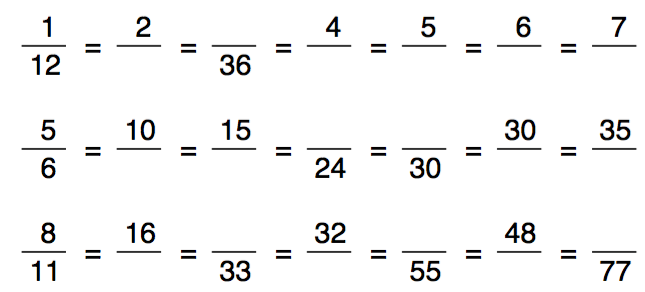 1/12 = 2/ = /36 = 4/ = 5/ = 6/ = 7/
5/6 = 10/ = 15/ = /24 = /30 = 30/ = 35/
8/11 = 16/ = /33 = 32/ = /55 = 48/ = /77